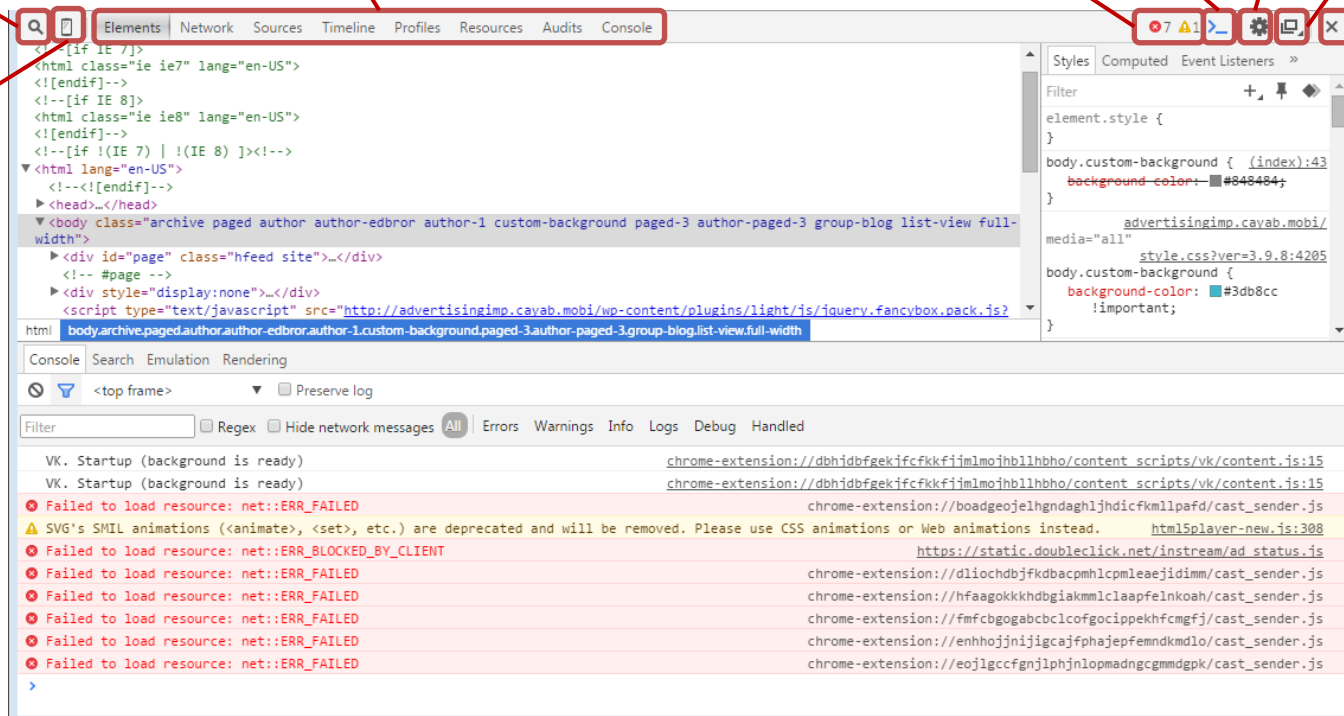 Elements Network Sources Timeline Profiles Resources Audits Console 7 1
<!--[if IE 7]>
<html class="ie ie7" lang="en-US">
<![endif]-->
<!--[if IE 8]>
<html class="ie ie8" lang="en-US">
<![endif]-->
<!--[if !(IE 7) | !(IE 8) ]><!-->
<html lang="en-US">
<!--<![endif]-->
<head>…</head>
<body class="archive paged author author-edbror author-1 custom-background paged-3 author-paged-3 group-blog list-view full-
width">
<div id="page" class="hfeed site">…</div>
<!-- #page -->
<div style="display:none">…</div>
<script type="text/javascript" src="http://advertisingimp.cayab.mobi/wp-content/plugins/light/js/jquery.fancybox.pack.js?
html body.archive.paged.author.author-edbror.author-1.custom-background.paged-3.author-paged-3.group-blog.list-view.full-width
Styles Computed Event Listeners »
Filter
element.style {
}
body.custom-background { (index):43
background-color: #848484;
}
advertisingimp.cayab.mobi/
media="all"
style.css?ver=3.9.8:4205
body.custom-background {
background-color: #3db8cc
!important;
}
Console Search Emulation Rendering
<top frame> ▼ Preserve log
Filter Regex Hide network messages All Errors Warnings Info Logs Debug Handled
VK. Startup (background is ready) chrome-extension://dbhjdbfgekjfcfkkfjjmlmojhbllhbho/content scripts/vk/content.js:15
VK. Startup (background is ready) chrome-extension://dbhjdbfgekjfcfkkfjjmlmojhbllhbho/content scripts/vk/content.js:15
Failed to load resource: net::ERR_FAILED chrome-extension://boadgeojelhgndaghljhdicfkmllpafd/cast_sender.js
SVG's SMIL animations (<animate>, <set>, etc.) are deprecated and will be removed. Please use CSS animations or Web animations instead. html5player-new.js:308
Failed to load resource: net::ERR_BLOCKED_BY_CLIENT https://static.doubleclick.net/instream/ad_status.js
Failed to load resource: net::ERR_FAILED chrome-extension://dliochdbjfkdbacpmhlcpmleaejidimm/cast_sender.js
Failed to load resource: net::ERR_FAILED chrome-extension://hfaagokkkhdbgiakmmlclaapfelnkoah/cast_sender.js
Failed to load resource: net::ERR_FAILED chrome-extension://fmfcbgogabcbclcofgocippekhfcmgfj/cast_sender.js
Failed to load resource: net::ERR_FAILED chrome-extension://enhhojjnijigcajfphajepfemndkmdlo/cast_sender.js
Failed to load resource: net::ERR_FAILED chrome-extension://eojlgccfgnjlphjnlopmadngcgmmdgpk/cast_sender.js
>